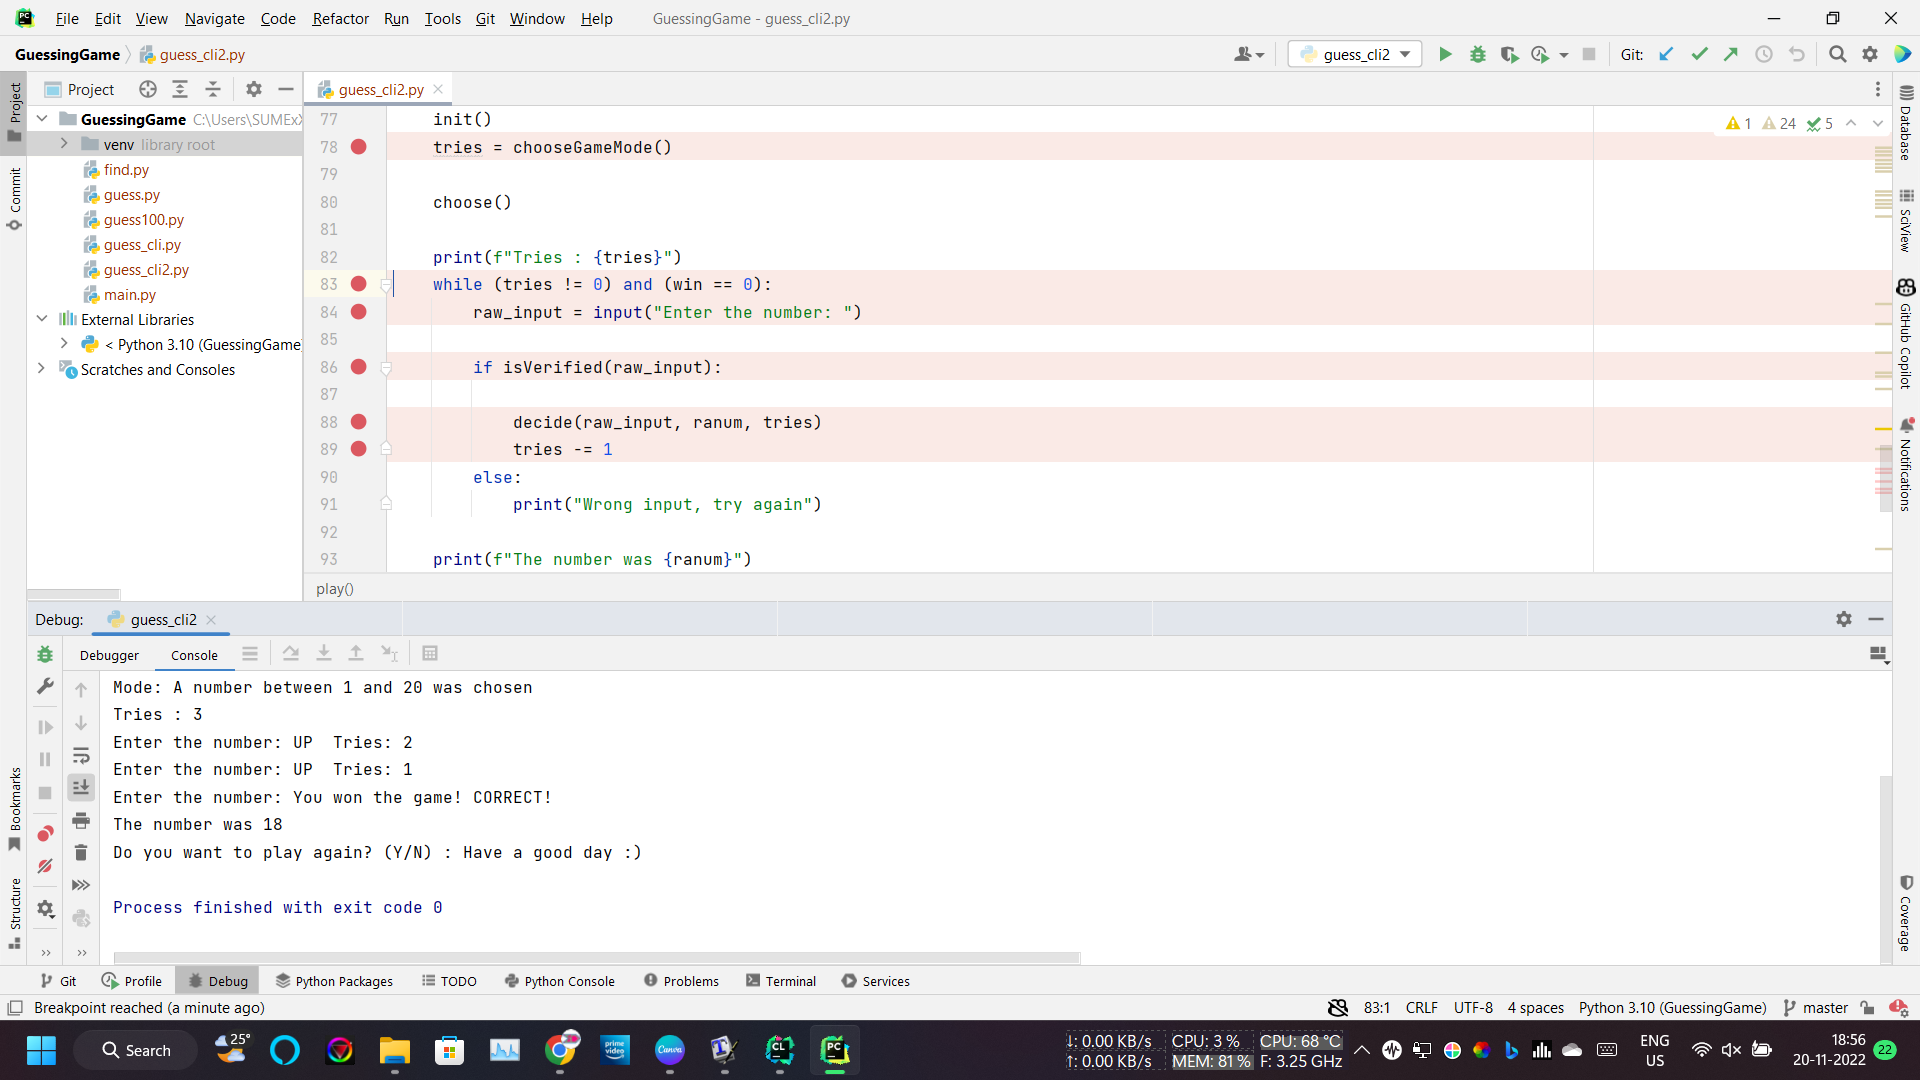 PC File Edit View Navigate Code Refactor Run Tools Git Window Help GuessingGame - guess_cli2.py
GuessingGame guess_cli2.py guess_cli2 Git:
Project guess_cli2.py
Project
Commit
Bookmarks
Structure
GuessingGame C:\Users\SUMEx
venv library root
find.py
guess.py
guess100.py
guess_cli.py
guess_cli2.py
main.py
External Libraries
< Python 3.10 (GuessingGame)
Scratches and Consoles
1 24 5
77 init()
78 tries = chooseGameMode()
79
80 choose()
81
82 print(f"Tries : {tries}")
83 while (tries != 0) and (win == 0):
84 raw_input = input("Enter the number: ")
85
86 if isVerified(raw_input):
87
88 decide(raw_input, ranum, tries)
89 tries -= 1
90 else:
91 print("Wrong input, try again")
92
93 print(f"The number was {ranum}")
play()
Database
SciView
GitHub Copilot
Notifications
Coverage
Debug: guess_cli2
Debugger Console
Mode: A number between 1 and 20 was chosen
Tries : 3
Enter the number: UP  Tries: 2
Enter the number: UP  Tries: 1
Enter the number: You won the game! CORRECT!
The number was 18
Do you want to play again? (Y/N) : Have a good day :)
Process finished with exit code 0
Git Profile Debug Python Packages TODO Python Console Problems Terminal Services
Breakpoint reached (a minute ago) 83:1 CRLF UTF-8 4 spaces Python 3.10 (GuessingGame) master
25° Search prime video Canva CL PC
↓: 0.00 KB/s CPU: 3 % CPU: 68 °C
↑: 0.00 KB/s MEM: 81 % F: 3.25 GHz
ENG
US
18:56
20-11-2022
22